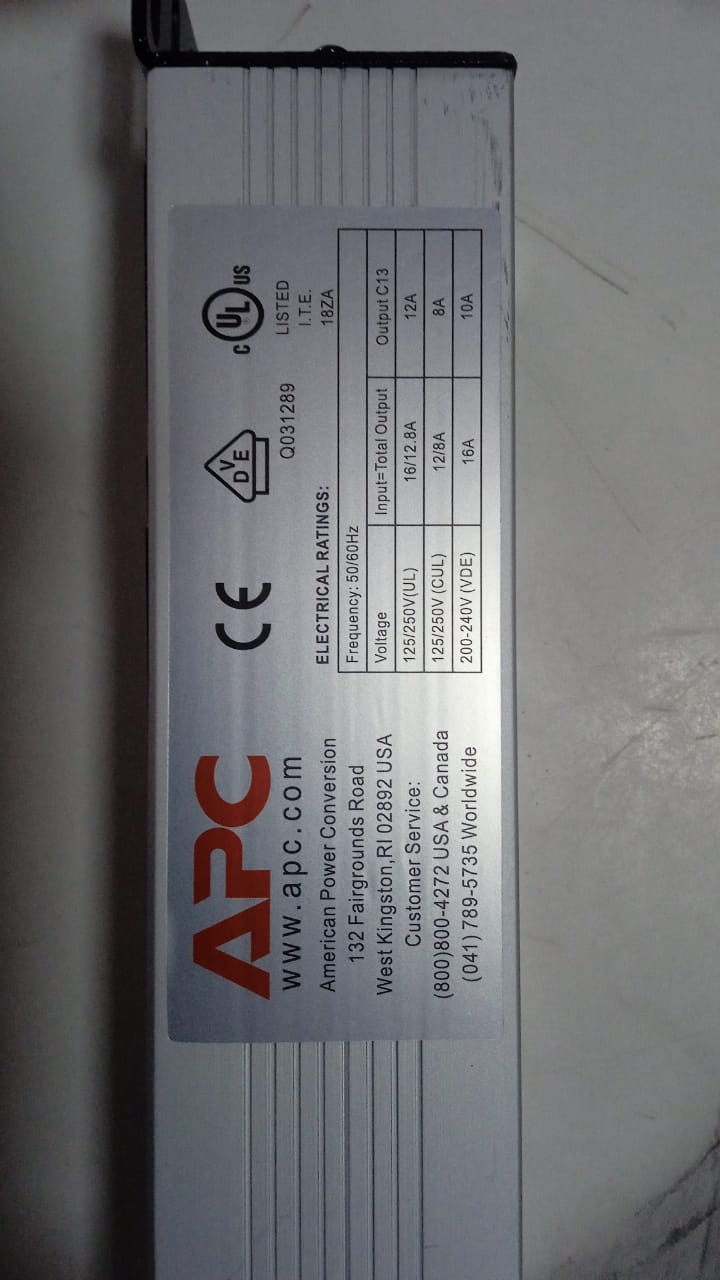 APC
www.apc.com
American Power Conversion
132 Fairgrounds Road
West Kingston,RI 02892 USA
Customer Service:
(800)800-4272 USA & Canada
(041) 789-5735 Worldwide
CE
DVE
C UL US
Q031289
LISTED
I.T.E.
18ZA
ELECTRICAL RATINGS:
Frequency: 50/60Hz
Voltage Input=Total Output Output C13
125/250V(UL) 16/12.8A 12A
125/250V (CUL) 12/8A 8A
200-240V (VDE) 16A 10A